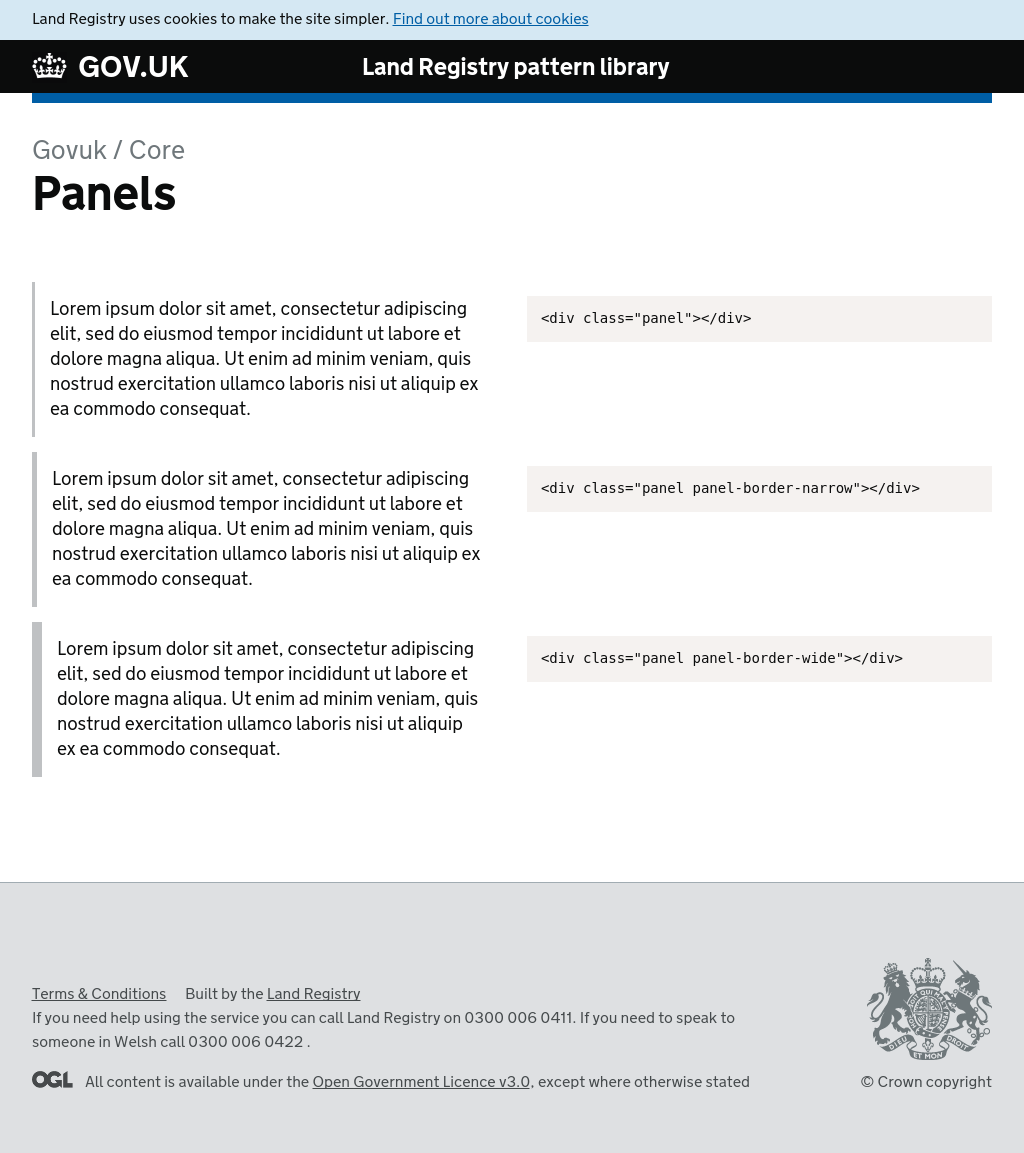 Land Registry uses cookies to make the site simpler. Find out more about cookies
GOV.UK
Land Registry pattern library
Govuk / Core
Panels
Lorem ipsum dolor sit amet, consectetur adipiscing
elit, sed do eiusmod tempor incididunt ut labore et
dolore magna aliqua. Ut enim ad minim veniam, quis
nostrud exercitation ullamco laboris nisi ut aliquip ex
ea commodo consequat.
<div class="panel"></div>
Lorem ipsum dolor sit amet, consectetur adipiscing
elit, sed do eiusmod tempor incididunt ut labore et
dolore magna aliqua. Ut enim ad minim veniam, quis
nostrud exercitation ullamco laboris nisi ut aliquip ex
ea commodo consequat.
<div class="panel panel-border-narrow"></div>
Lorem ipsum dolor sit amet, consectetur adipiscing
elit, sed do eiusmod tempor incididunt ut labore et
dolore magna aliqua. Ut enim ad minim veniam, quis
nostrud exercitation ullamco laboris nisi ut aliquip
ex ea commodo consequat.
<div class="panel panel-border-wide"></div>
Terms & Conditions Built by the Land Registry
If you need help using the service you can call Land Registry on 0300 006 0411. If you need to speak to
someone in Welsh call 0300 006 0422 .
OGL All content is available under the Open Government Licence v3.0, except where otherwise stated
DIEU ET MON DROIT
© Crown copyright